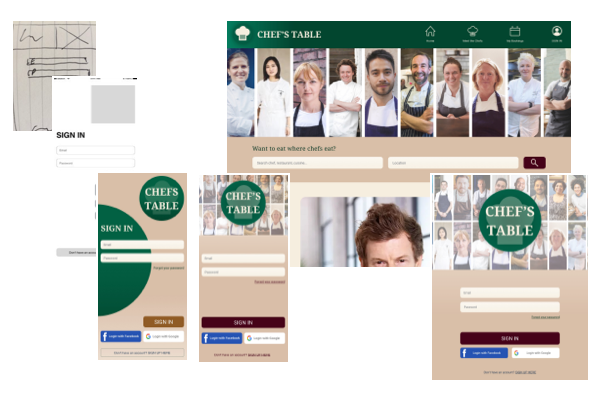 CHEF'S TABLE
Home
My Bookings
Sign In
Want to eat where chefs eat?
Search chef, restaurant, cuisine...
Location
SIGN IN
Email
Password
Don't have an account
CHEFS
TABLE
SIGN IN
Email
Password
Forgot your password?
SIGN IN
Login with Facebook
Login with Google
Don't have an account? SIGN UP HERE
CHEF'S
TABLE
Email
Password
Forgot your password?
SIGN IN
Login with Facebook
Login with Google
Don't have an account? SIGN UP HERE
CHEF'S
TABLE
Email
Password
Forgot your password?
SIGN IN
Login with Facebook
Login with Google
Don't have an account? SIGN UP HERE